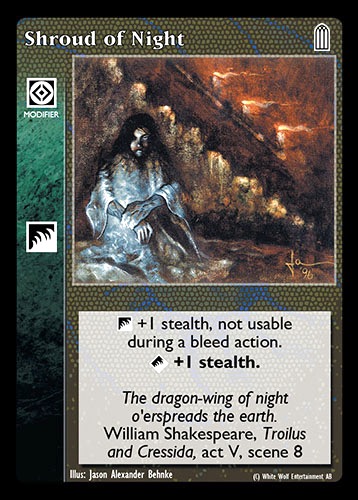 Shroud of Night
MODIFIER
+1 stealth, not usable
during a bleed action.
+1 stealth.
The dragon-wing of night
o'erspreads the earth.
William Shakespeare, Troilus
and Cressida, act V, scene 8
Illus: Jason Alexander Behnke
(C) White Wolf Entertainment AB